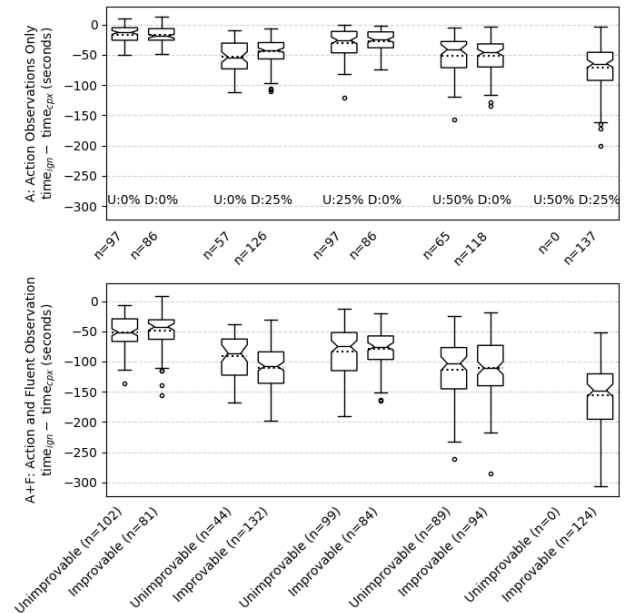 A: Action Observations Only
time_ign − time_cpx (seconds)
0
−50
−100
−150
−200
−250
−300
U:0% D:0% U:0% D:25% U:25% D:0% U:50% D:0% U:50% D:25%
n=97 n=86 n=57 n=126 n=97 n=86 n=65 n=118 n=0 n=137
A+F: Action and Fluent Observation
time_ign − time_cpx (seconds)
0
−50
−100
−150
−200
−250
−300
Unimprovable (n=102)
Improvable (n=81)
Unimprovable (n=44)
Improvable (n=132)
Unimprovable (n=99)
Improvable (n=84)
Unimprovable (n=89)
Improvable (n=94)
Unimprovable (n=0)
Improvable (n=124)